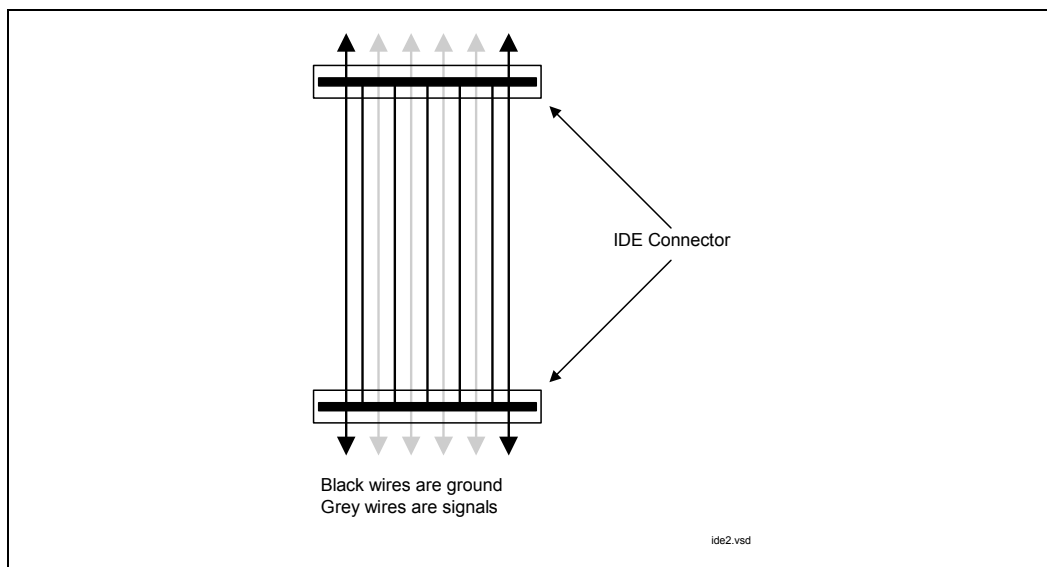 IDE Connector
Black wires are ground
Grey wires are signals
ide2.vsd